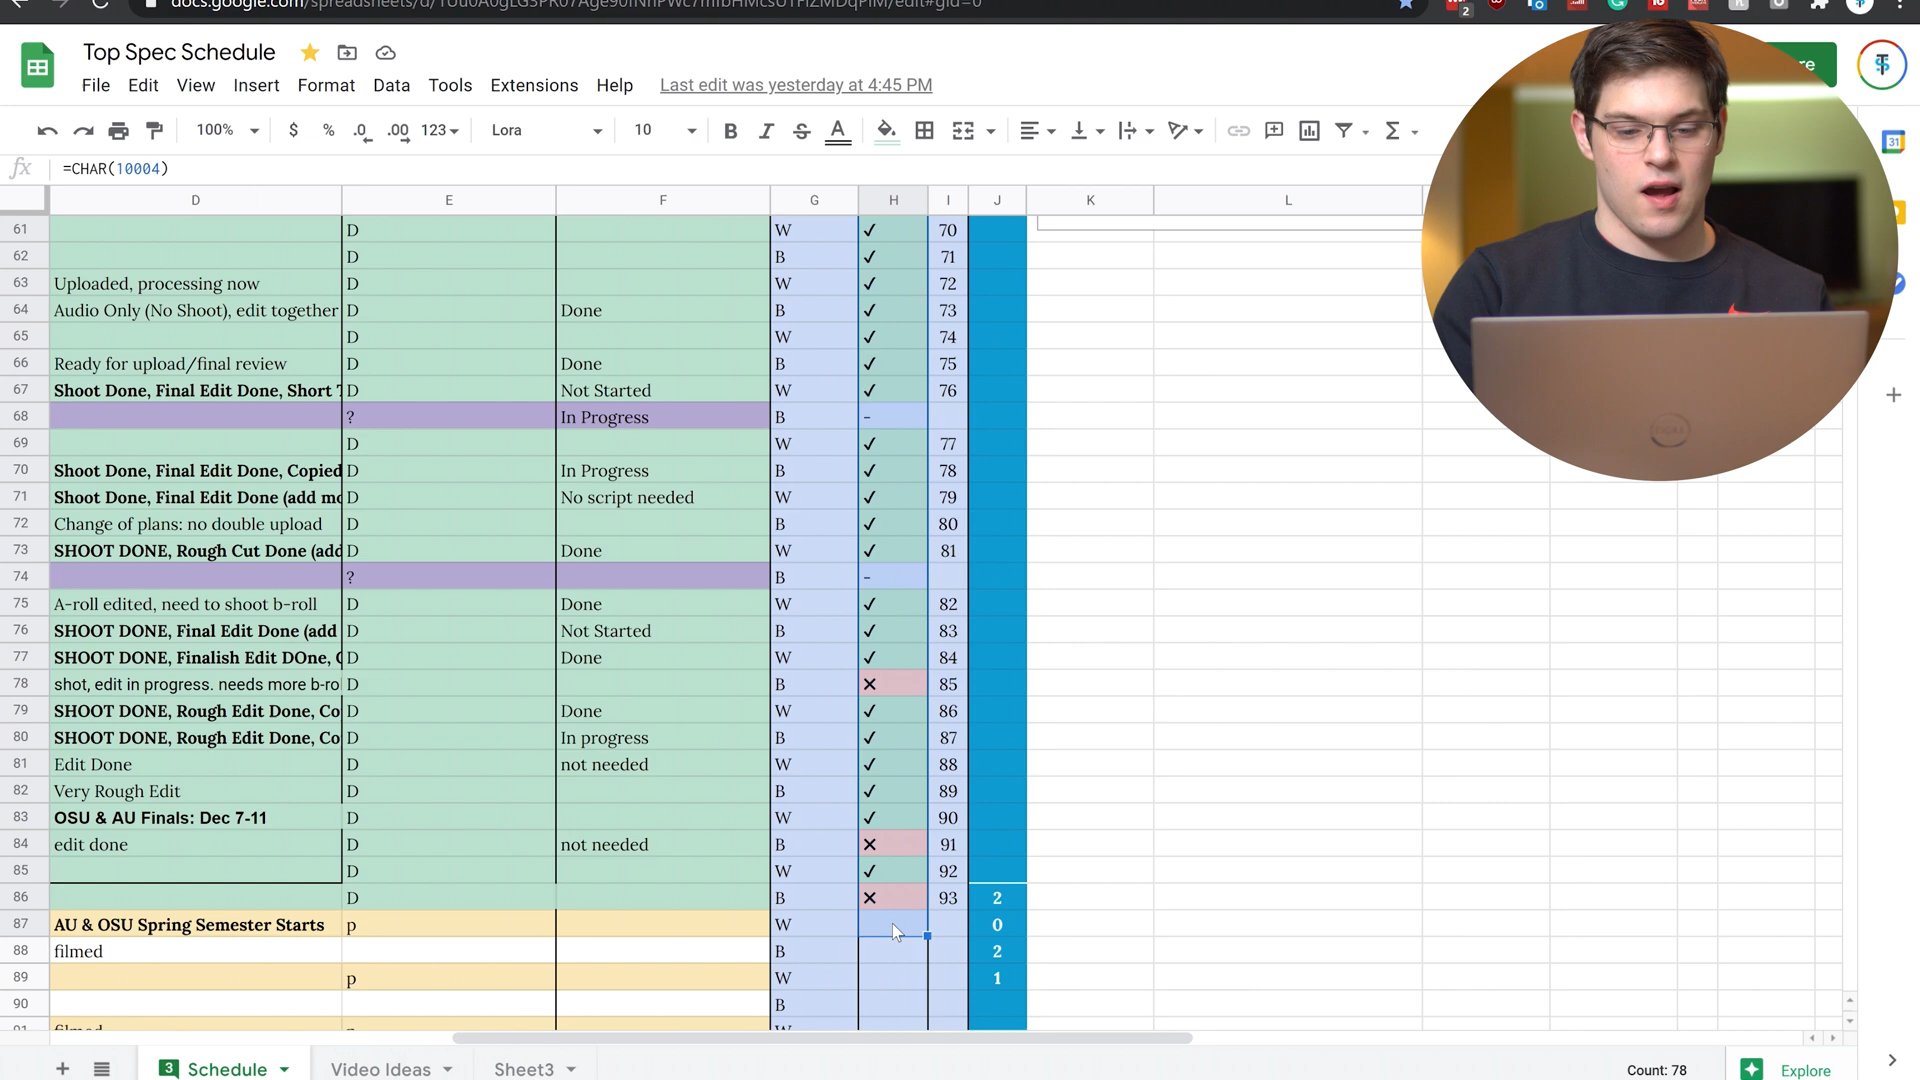 Top Spec Schedule
File Edit View Insert Format Data Tools Extensions Help Last edit was yesterday at 4:45 PM
100% $ % .0 .00 123 Lora 10 B I S A Σ
fx =CHAR(10004)
D E F G H I J K L
61 D W ✓ 70
62 D B ✓ 71
63 Uploaded, processing now D W ✓ 72
64 Audio Only (No Shoot), edit together D Done B ✓ 73
65 D W ✓ 74
66 Ready for upload/final review D Done B ✓ 75
67 Shoot Done, Final Edit Done, Short D Not Started W ✓ 76
68 ? In Progress B -
69 D W ✓ 77
70 Shoot Done, Final Edit Done, Copied D In Progress B ✓ 78
71 Shoot Done, Final Edit Done (add mo D No script needed W ✓ 79
72 Change of plans: no double upload D B ✓ 80
73 SHOOT DONE, Rough Cut Done (add D Done W ✓ 81
74 ? B -
75 A-roll edited, need to shoot b-roll D Done W ✓ 82
76 SHOOT DONE, Final Edit Done (add D Not Started B ✓ 83
77 SHOOT DONE, Finalish Edit DOne, D Done W ✓ 84
78 shot, edit in progress. needs more b-ro D B ✕ 85
79 SHOOT DONE, Rough Edit Done, Co D Done W ✓ 86
80 SHOOT DONE, Rough Edit Done, Co D In progress B ✓ 87
81 Edit Done D not needed W ✓ 88
82 Very Rough Edit D B ✓ 89
83 OSU & AU Finals: Dec 7-11 D W ✓ 90
84 edit done D not needed B ✕ 91
85 D W ✓ 92
86 D B ✕ 93 2
87 AU & OSU Spring Semester Starts p W 0
88 filmed B 2
89 p W 1
90 B
3 Schedule Video Ideas Sheet3 Count: 78 Explore